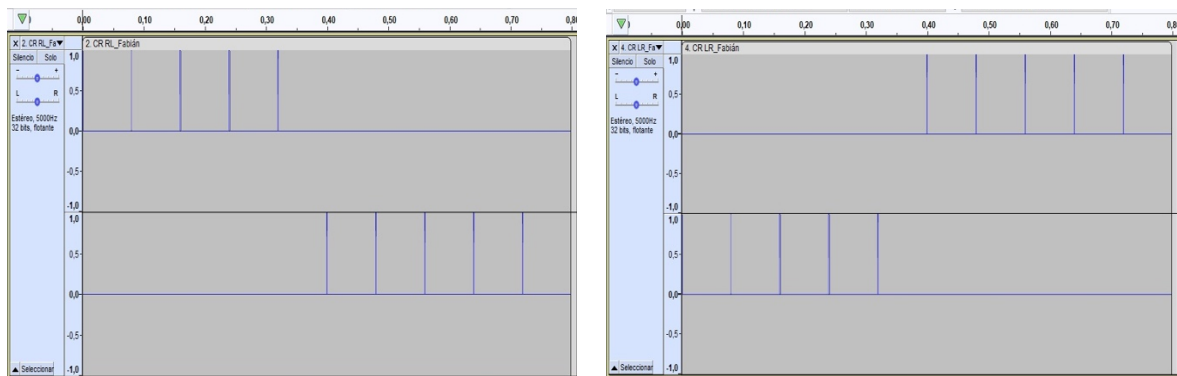 0,00 0,10 0,20 0,30 0,40 0,50 0,60 0,70 0,8
X 2. CR RL_Fa▼ 2. CR RL_Fabián
Silencio Solo
- +
L R
Estéreo, 5000Hz
32 bits, flotante
1,0
0,5-
0,0-
-0,5-
-1,0
1,0
0,5-
0,0-
-0,5-
-1,0
▲ Seleccionar
0,00 0,10 0,20 0,30 0,40 0,50 0,60 0,70 0,80
X 4. CR LR_Fa▼ 4. CR LR_Fabián
Silencio Solo
- +
L R
Estéreo, 5000Hz
32 bits, flotante
1,0
0,5-
0,0-
-0,5-
-1,0
1,0
0,5-
0,0-
-0,5-
-1,0
▲ Seleccionar